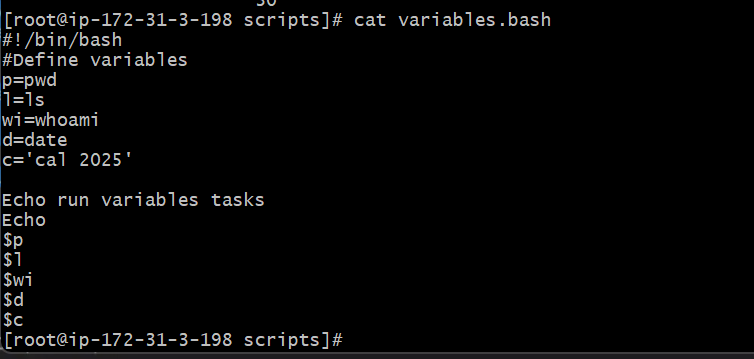 [root@ip-172-31-3-198 scripts]# cat variables.bash
#!/bin/bash
#Define variables
p=pwd
l=ls
wi=whoami
d=date
c='cal 2025'
Echo run variables tasks
Echo
$p
$l
$wi
$d
$c
[root@ip-172-31-3-198 scripts]#